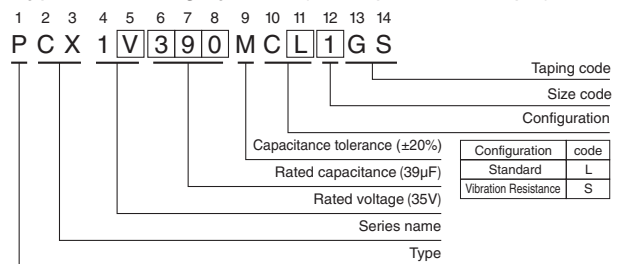 1 2 3 4 5 6 7 8 9 10 11 12 13 14
P C X 1 V 3 9 0 M C L 1 G S
Taping code
Size code
Configuration
Capacitance tolerance (±20%)
Rated capacitance (39µF)
Rated voltage (35V)
Series name
Type
Configuration code
Standard L
Vibration Resistance S